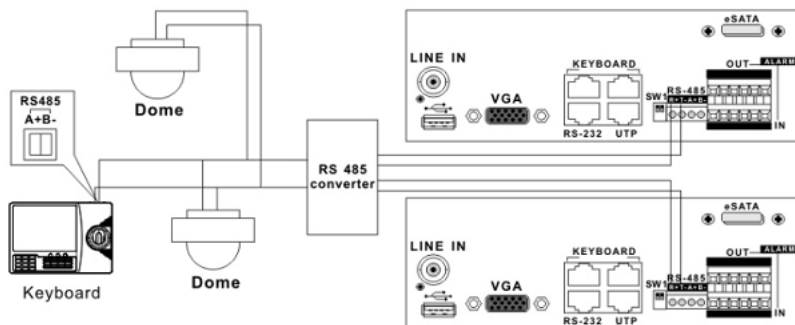 RS485
A+B-
Keyboard
Dome
Dome
RS 485
converter
LINE IN
VGA
KEYBOARD
RS-232
UTP
SW1
RS-485
R+T-A+B-
eSATA
OUT
ALARM
IN
LINE IN
VGA
KEYBOARD
RS-232
UTP
SW1
RS-485
R+T-A+B-
eSATA
OUT
ALARM
IN